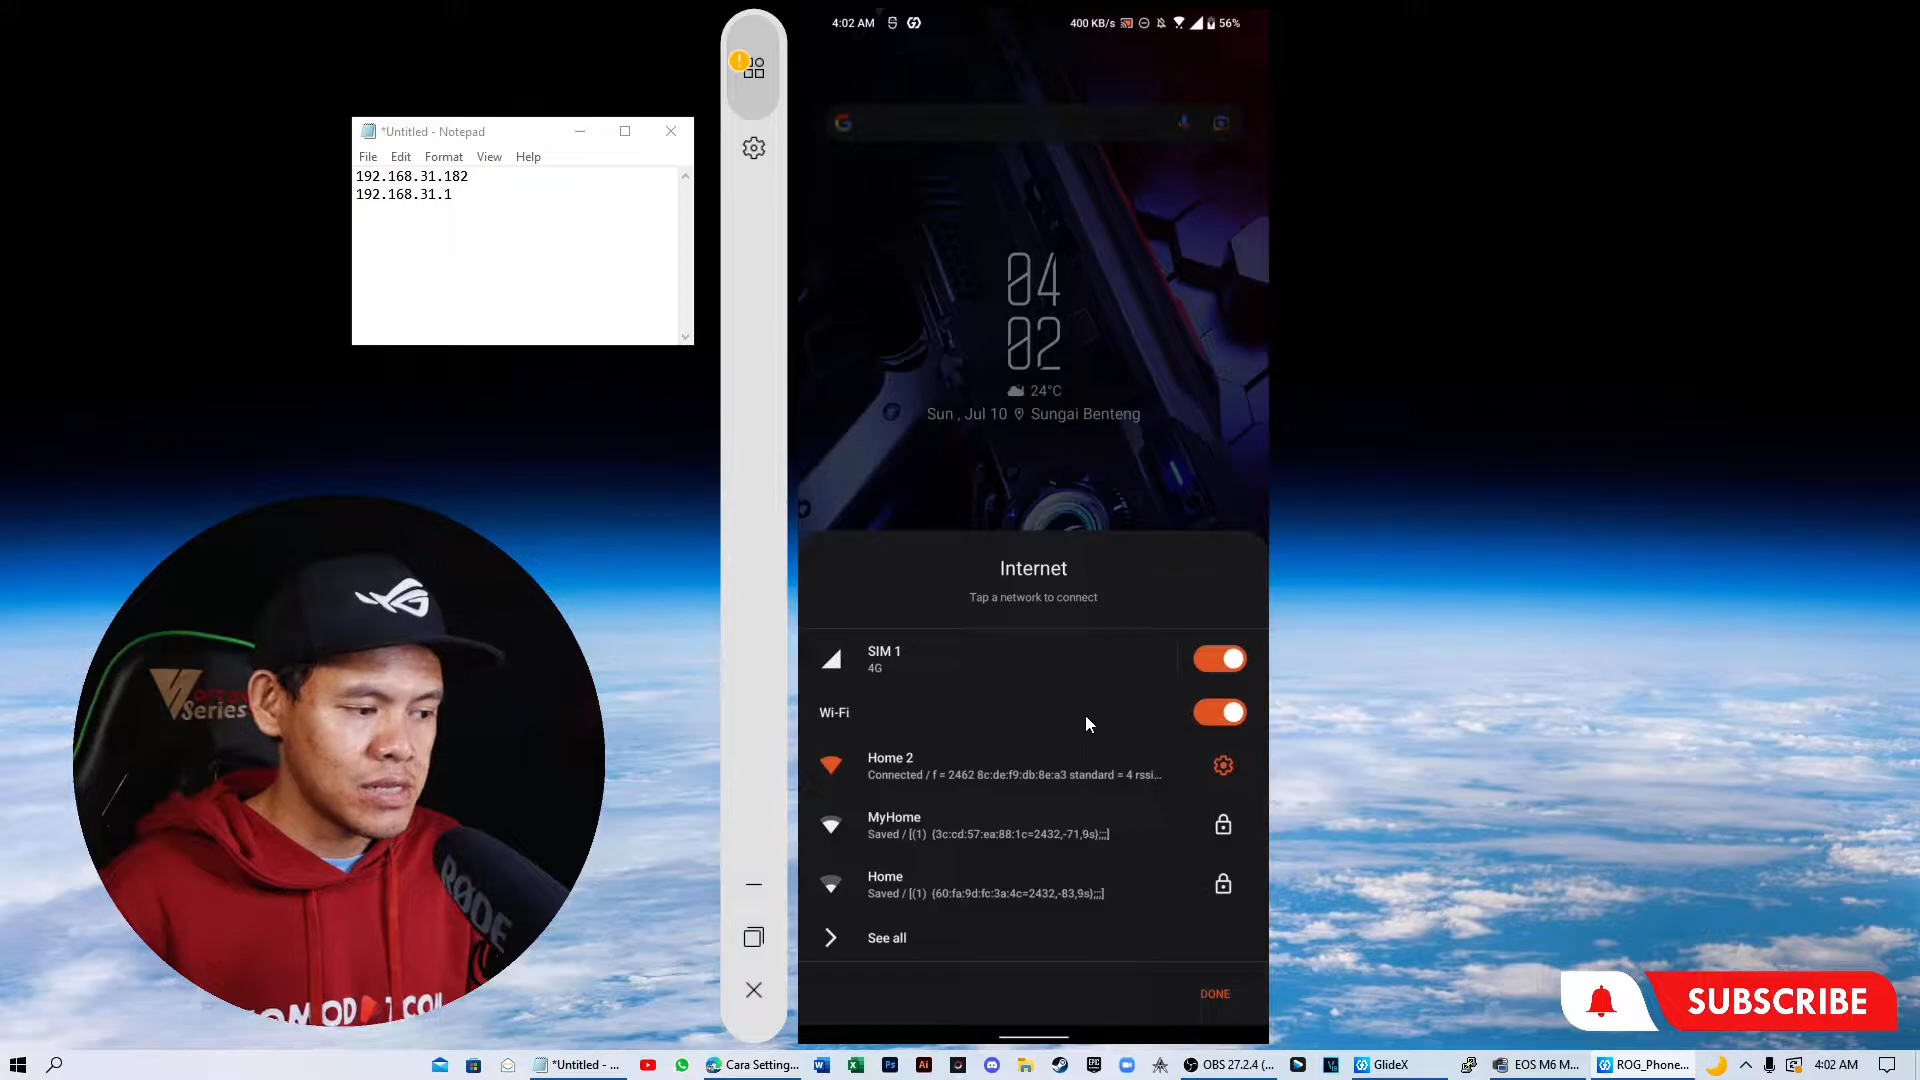 4:02 AM
400 KB/s
56%
*Untitled - Notepad
File Edit Format View Help
192.168.31.182
192.168.31.1
04
02
24°C
Sun , Jul 10 Sungai Benteng
Internet
Tap a network to connect
SIM 1
4G
Wi-Fi
Home 2
Connected / f = 2462 8c:de:f9:db:8e:a3 standard = 4 rssi...
MyHome
Saved / [(1) {3c:cd:57:ea:88:1c=2432,-71,9s};;;]
Home
Saved / [(1) {60:fa:9d:fc:3a:4c=2432,-83,9s};;;]
See all
DONE
Series
RØDE
SUBSCRIBE
*Untitled - ...
Cara Setting...
OBS 27.2.4 (...
GlideX
EOS M6 M...
ROG_Phone...
4:02 AM